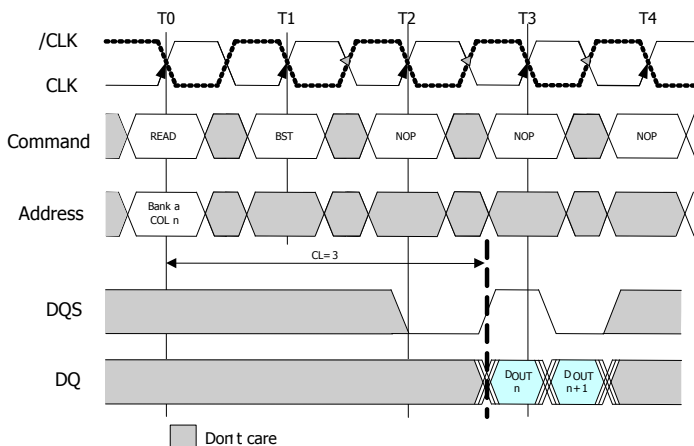 T0 T1 T2 T3 T4
/CLK
CLK
Command READ BST NOP NOP NOP
Address Bank a COL n
CL= 3
DQS
DQ DOUT n DOUT n+1
Don't care